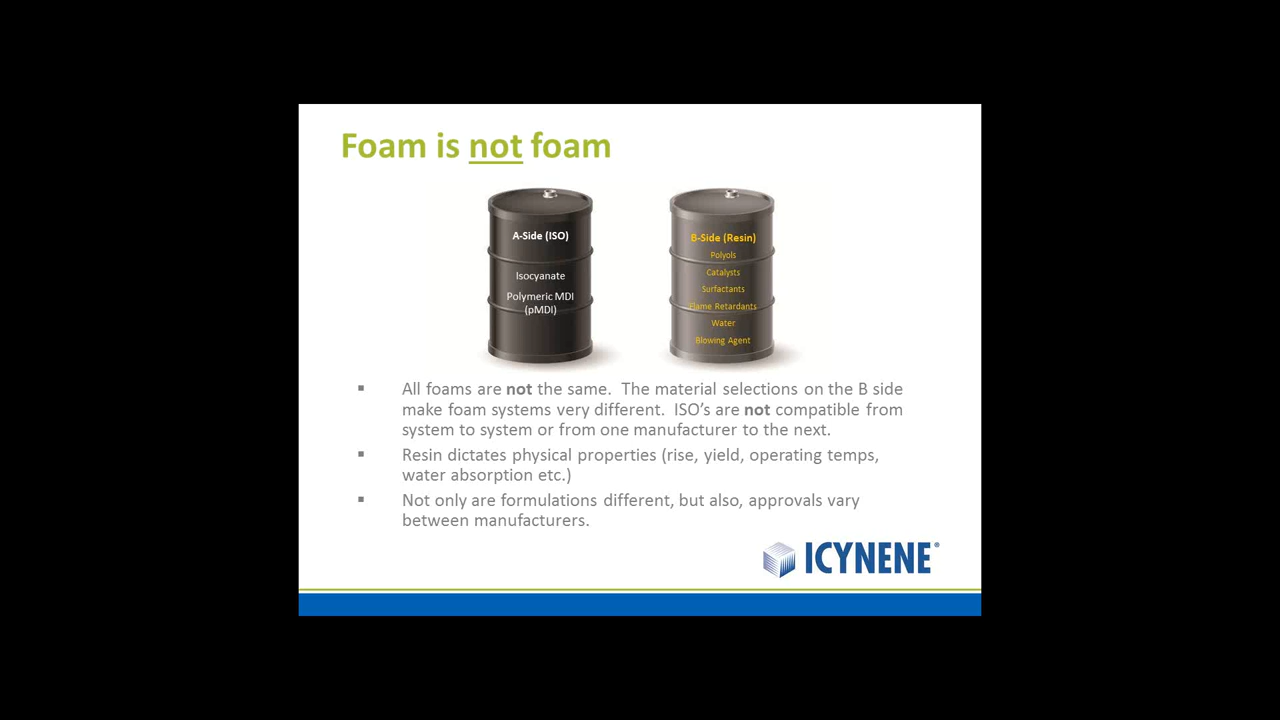 Foam is not foam
A-Side (ISO)
Isocyanate
Polymeric MDI
(pMDI)
B-Side (Resin)
Polyols
Catalysts
Surfactants
Flame Retardants
Water
Blowing Agent
▪ All foams are not the same. The material selections on the B side
make foam systems very different. ISO's are not compatible from
system to system or from one manufacturer to the next.
▪ Resin dictates physical properties (rise, yield, operating temps,
water absorption etc.)
▪ Not only are formulations different, but also, approvals vary
between manufacturers.
ICYNENE®